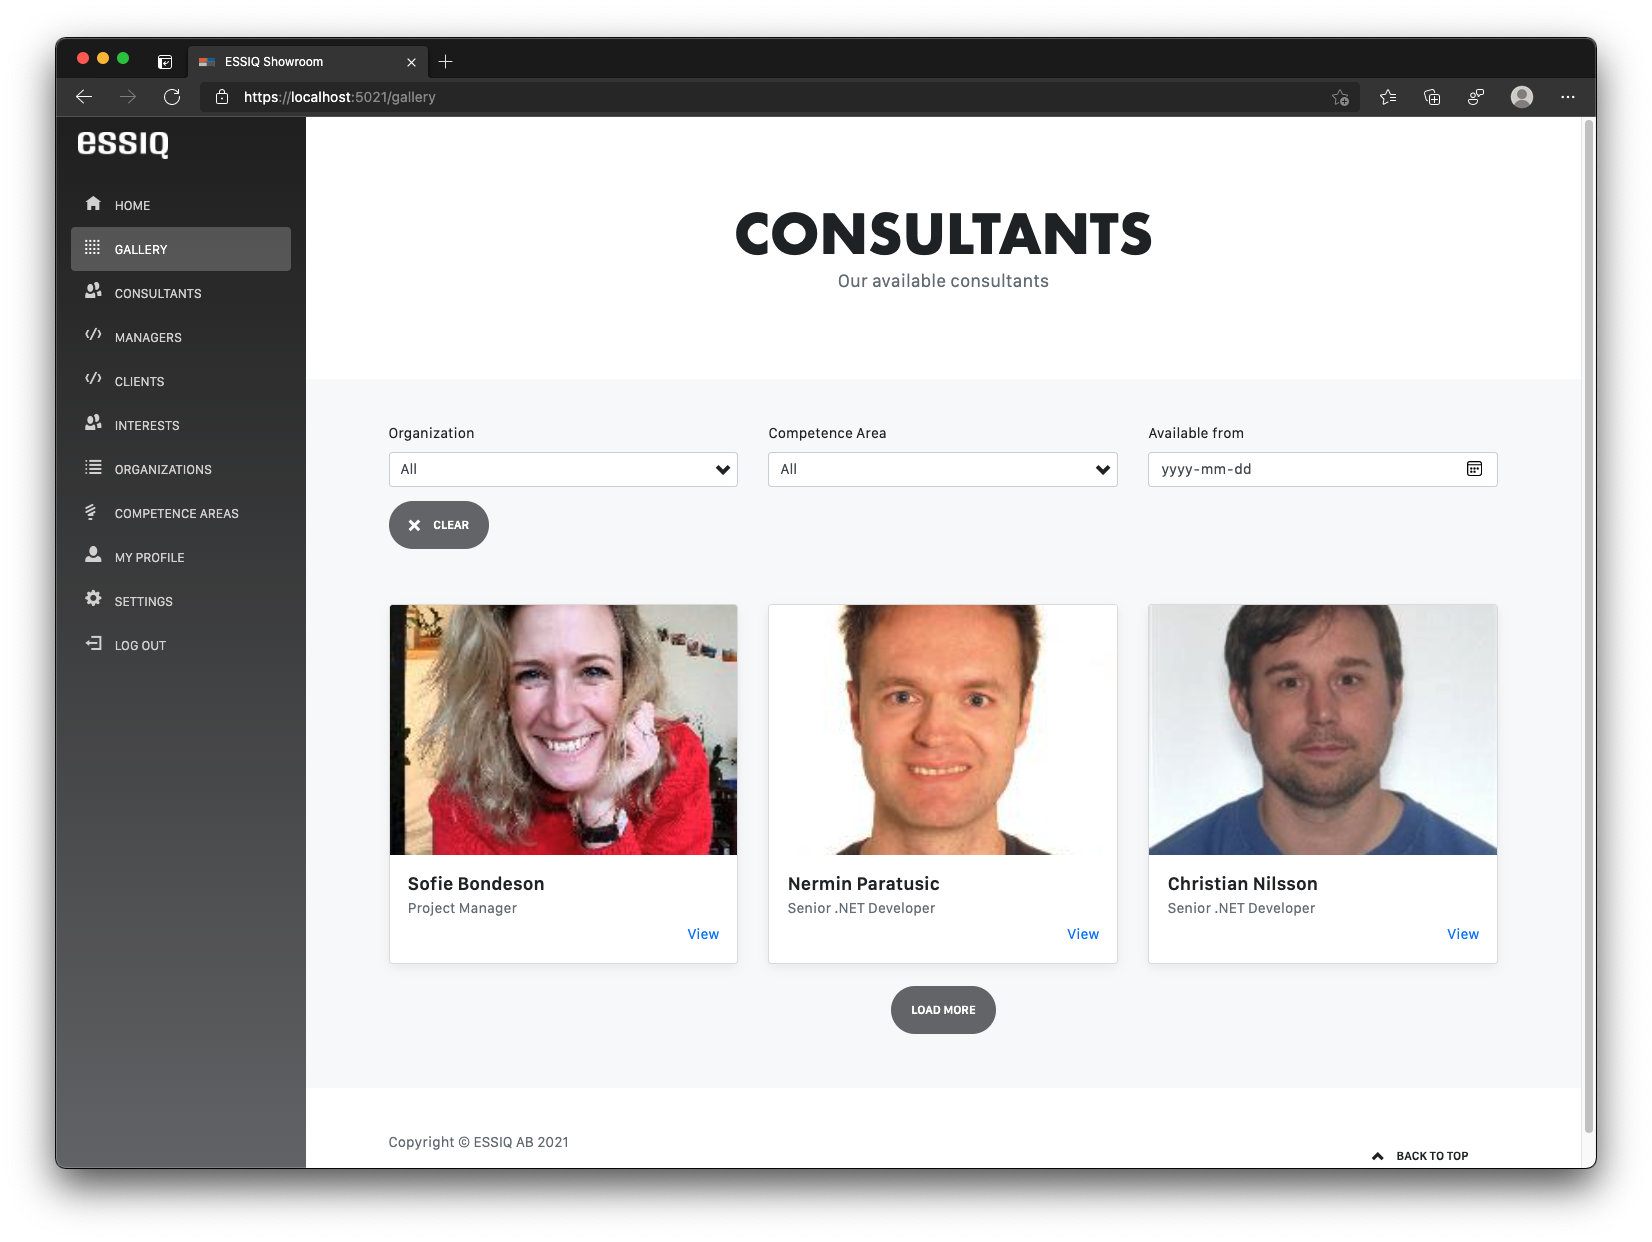 ESSIQ Showroom
https://localhost:5021/gallery
essiq
HOME
GALLERY
CONSULTANTS
MANAGERS
CLIENTS
INTERESTS
ORGANIZATIONS
COMPETENCE AREAS
MY PROFILE
SETTINGS
LOG OUT
CONSULTANTS
Our available consultants
Organization
All
Competence Area
All
Available from
yyyy-mm-dd
CLEAR
Sofie Bondeson
Project Manager
View
Nermin Paratusic
Senior .NET Developer
View
Christian Nilsson
Senior .NET Developer
View
LOAD MORE
Copyright © ESSIQ AB 2021
BACK TO TOP